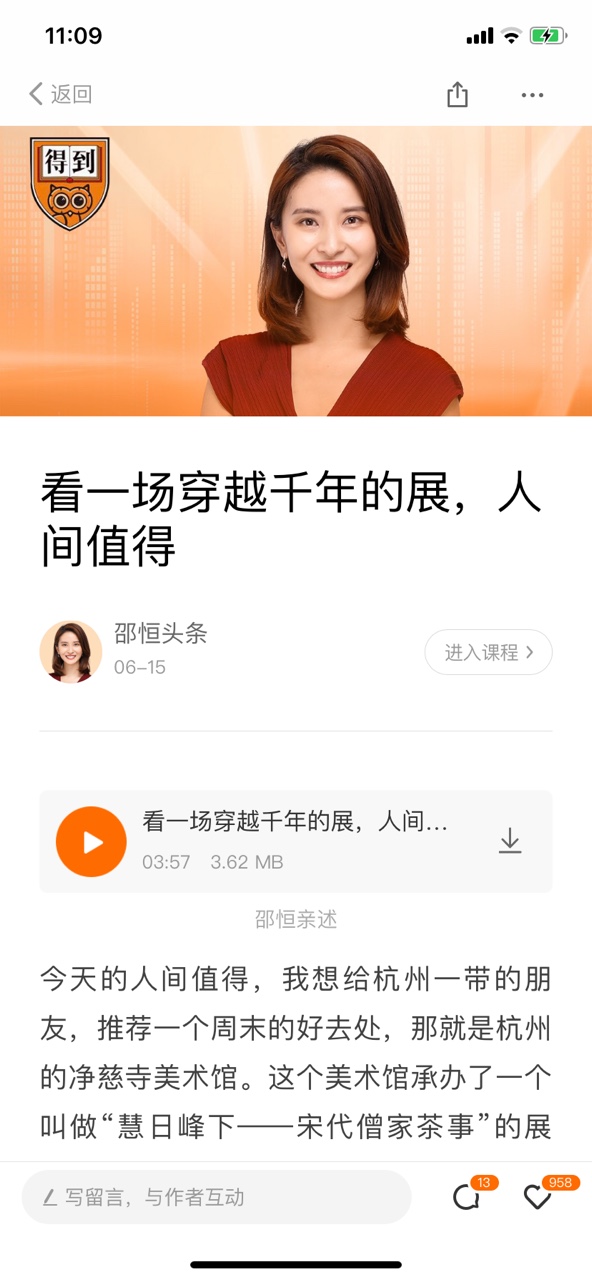 11:09
返回
得到
看一场穿越千年的展，人
间值得
邵恒头条
06-15
进入课程
看一场穿越千年的展，人间...
03:57 3.62 MB
邵恒亲述
今天的人间值得，我想给杭州一带的朋
友，推荐一个周末的好去处，那就是杭州
的净慈寺美术馆。这个美术馆承办了一个
叫做“慧日峰下——宋代僧家茶事”的展
写留言，与作者互动
13
958